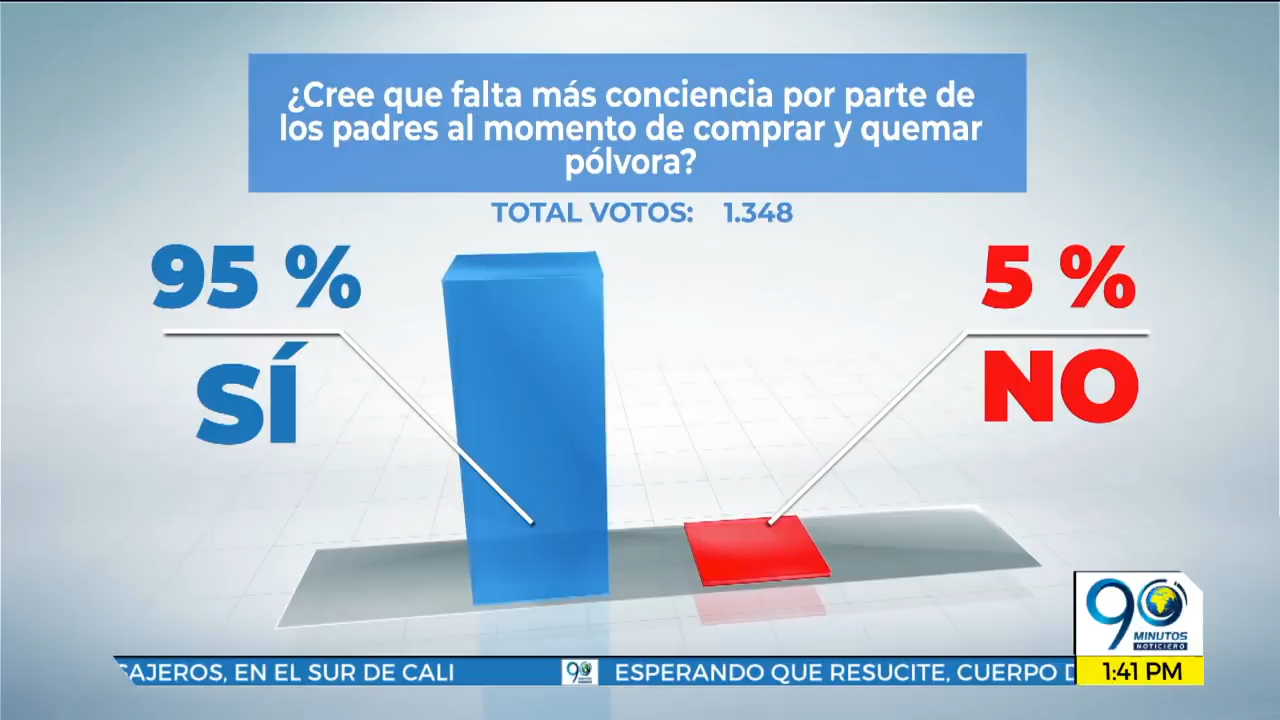 ¿Cree que falta más conciencia por parte de
los padres al momento de comprar y quemar
pólvora?
TOTAL VOTOS: 1.348
95 %
SÍ
5 %
NO
90
MINUTOS
NOTICIERO
SAJEROS, EN EL SUR DE CALI
90
ESPERANDO QUE RESUCITE, CUERPO D
1:41 PM